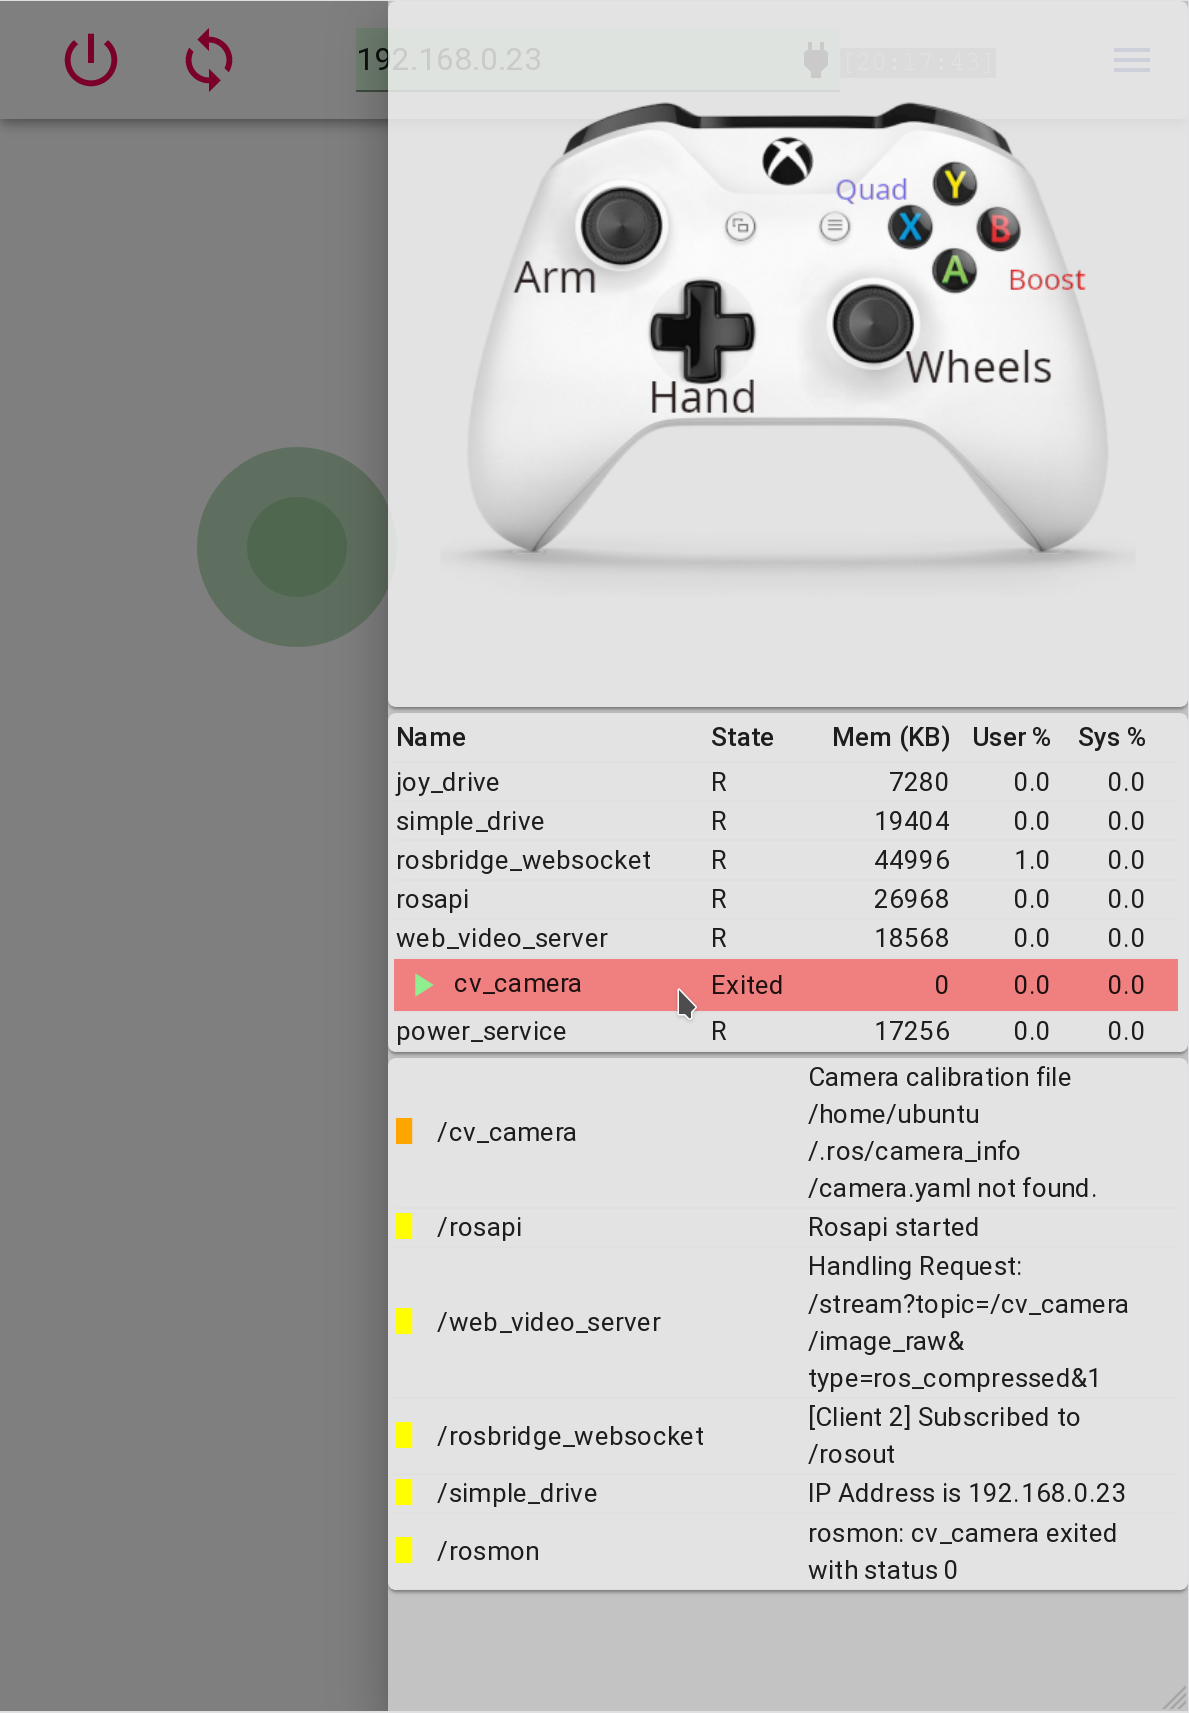 192.168.0.23 [20:17:43]
Quad
Y
X B
A
Arm
Boost
Wheels
Hand
Name State Mem (KB) User % Sys %
joy_drive R 7280 0.0 0.0
simple_drive R 19404 0.0 0.0
rosbridge_websocket R 44996 1.0 0.0
rosapi R 26968 0.0 0.0
web_video_server R 18568 0.0 0.0
cv_camera Exited 0 0.0 0.0
power_service R 17256 0.0 0.0
/cv_camera
Camera calibration file
/home/ubuntu
/.ros/camera_info
/camera.yaml not found.
/rosapi Rosapi started
/web_video_server
Handling Request:
/stream?topic=/cv_camera
/image_raw&
type=ros_compressed&1
/rosbridge_websocket
[Client 2] Subscribed to
/rosout
/simple_drive IP Address is 192.168.0.23
/rosmon
rosmon: cv_camera exited
with status 0